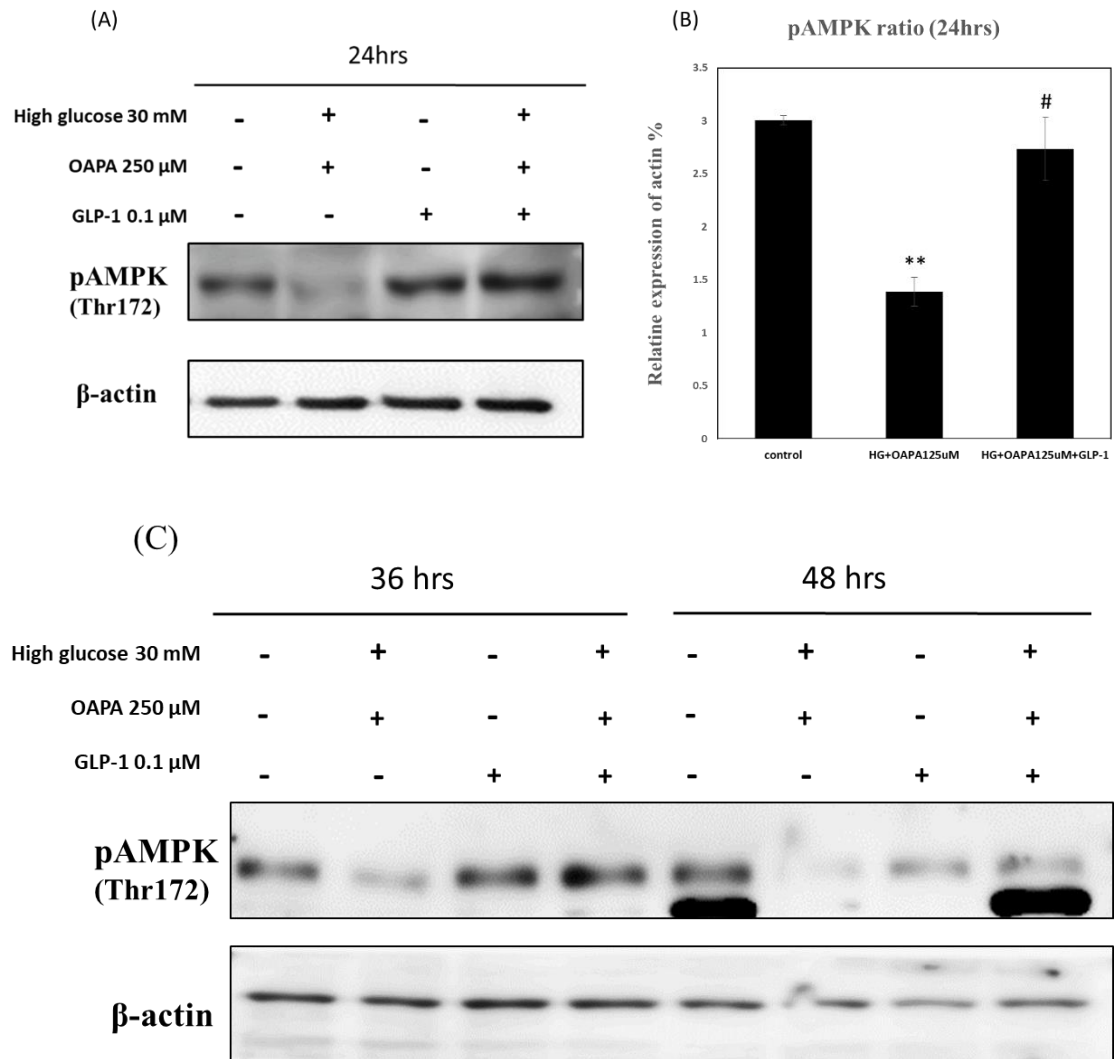 (A)
24hrs
High glucose 30 mM - + - +
OAPA 250 μM - + - +
GLP-1 0.1 μM - - + +
pAMPK
(Thr172)
β-actin
(B)
pAMPK ratio (24hrs)
Relatine expression of actin %
3.5
3
2.5
2
1.5
1
0.5
0
**
#
control HG+OAPA125uM HG+OAPA125uM+GLP-1
(C)
36 hrs 48 hrs
High glucose 30 mM - + - + - + - +
OAPA 250 μM - + - + - + - +
GLP-1 0.1 μM - - + + - - + +
pAMPK
(Thr172)
β-actin